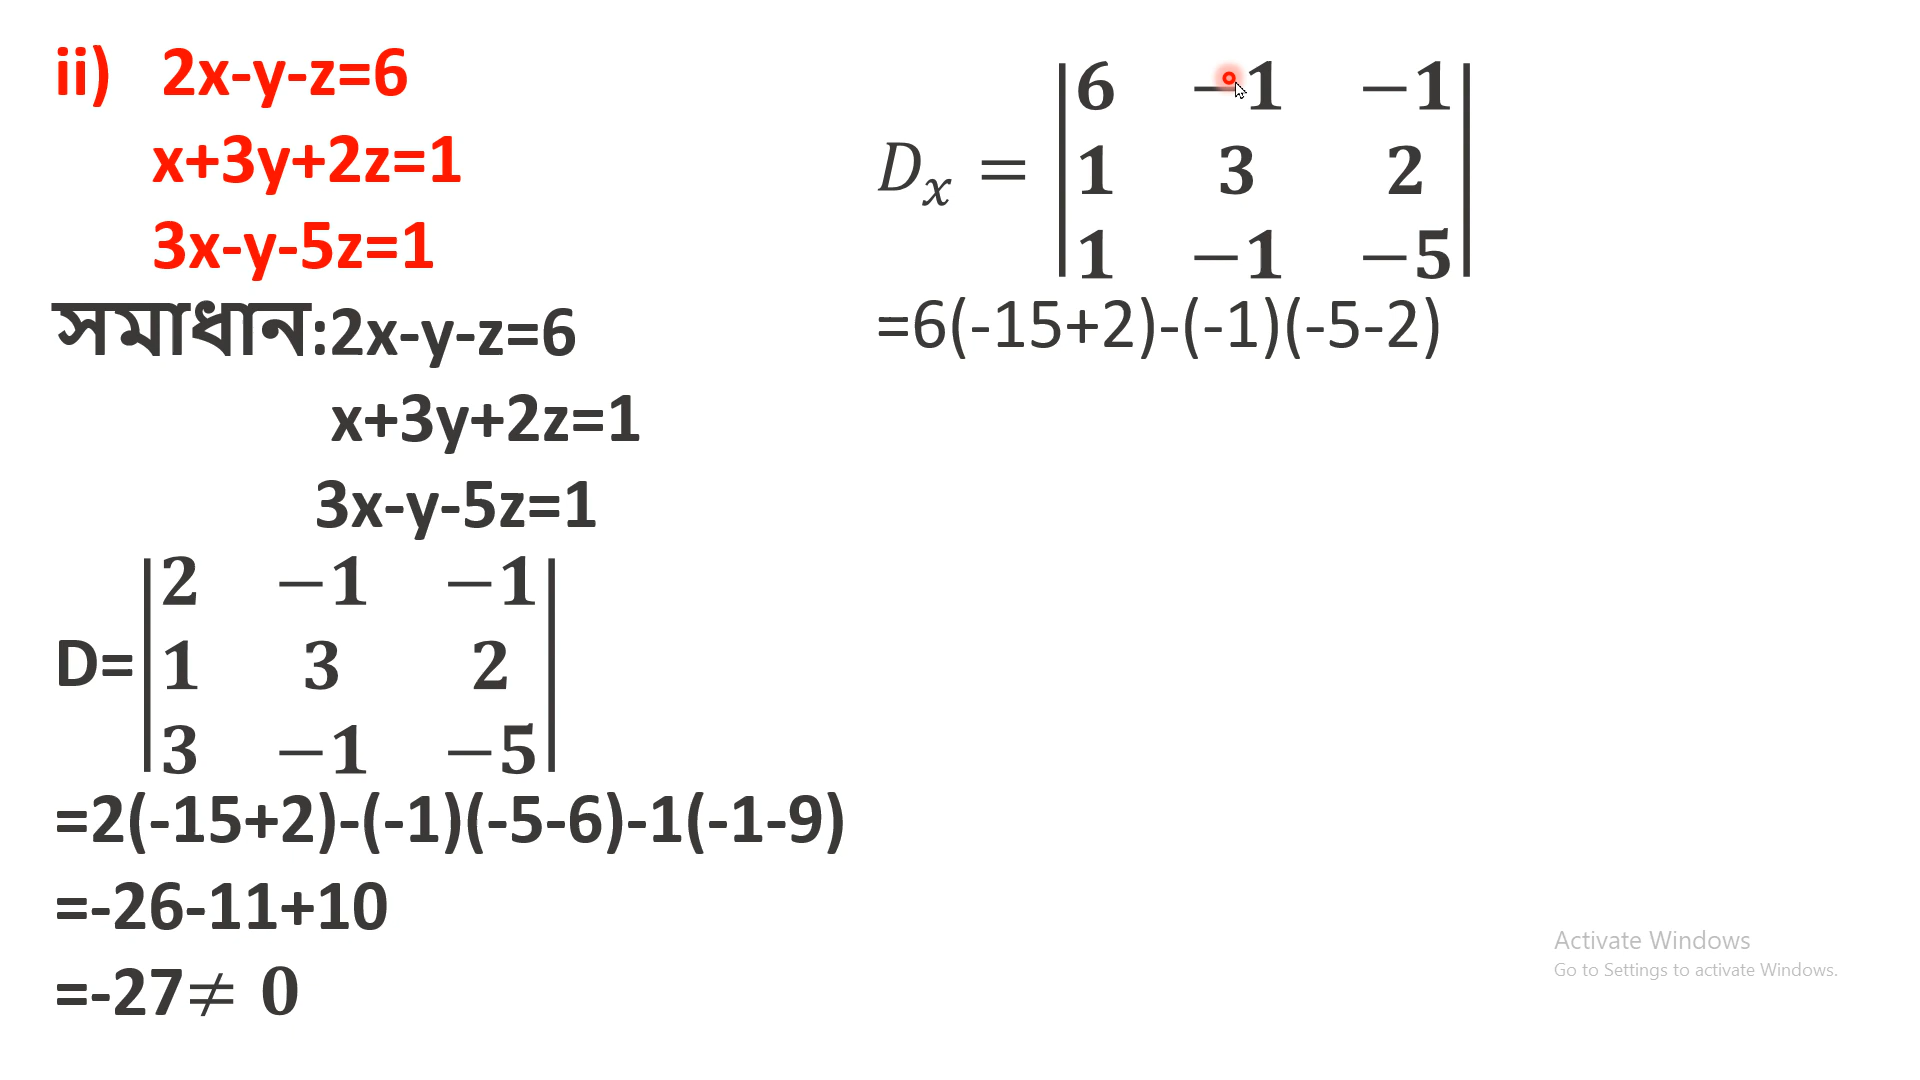 ii) 2x-y-z=6
x+3y+2z=1
3x-y-5z=1
সমাধান:2x-y-z=6
x+3y+2z=1
3x-y-5z=1
D=|2 −1 −1|
|1 3 2|
|3 −1 −5|
=2(-15+2)-(-1)(-5-6)-1(-1-9)
=-26-11+10
=-27≠ 0
Dₓ = |6 −1 −1|
|1 3 2|
|1 −1 −5|
=6(-15+2)-(-1)(-5-2)
Activate Windows
Go to Settings to activate Windows.